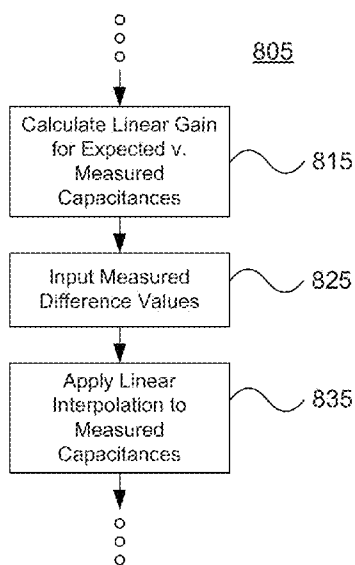 805
Calculate Linear Gain
for Expected v.
Measured
Capacitances
815
Input Measured
Difference Values
825
Apply Linear
Interpolation to
Measured
Capacitances
835